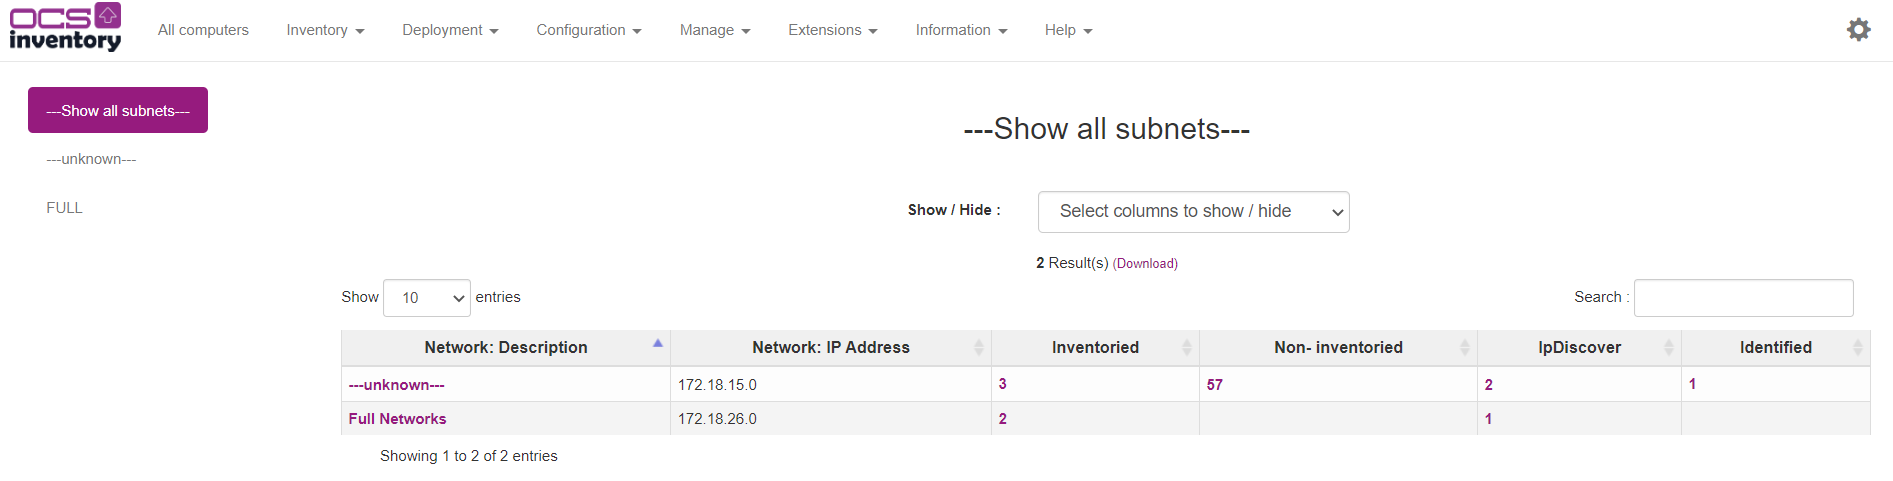 OCS inventory
All computers Inventory Deployment Configuration Manage Extensions Information Help
---Show all subnets---
---unknown---
FULL
---Show all subnets---
Show / Hide : Select columns to show / hide
2 Result(s) (Download)
Show 10 entries Search :
Network: Description Network: IP Address Inventoried Non- inventoried IpDiscover Identified
---unknown--- 172.18.15.0 3 57 2 1
Full Networks 172.18.26.0 2 1
Showing 1 to 2 of 2 entries